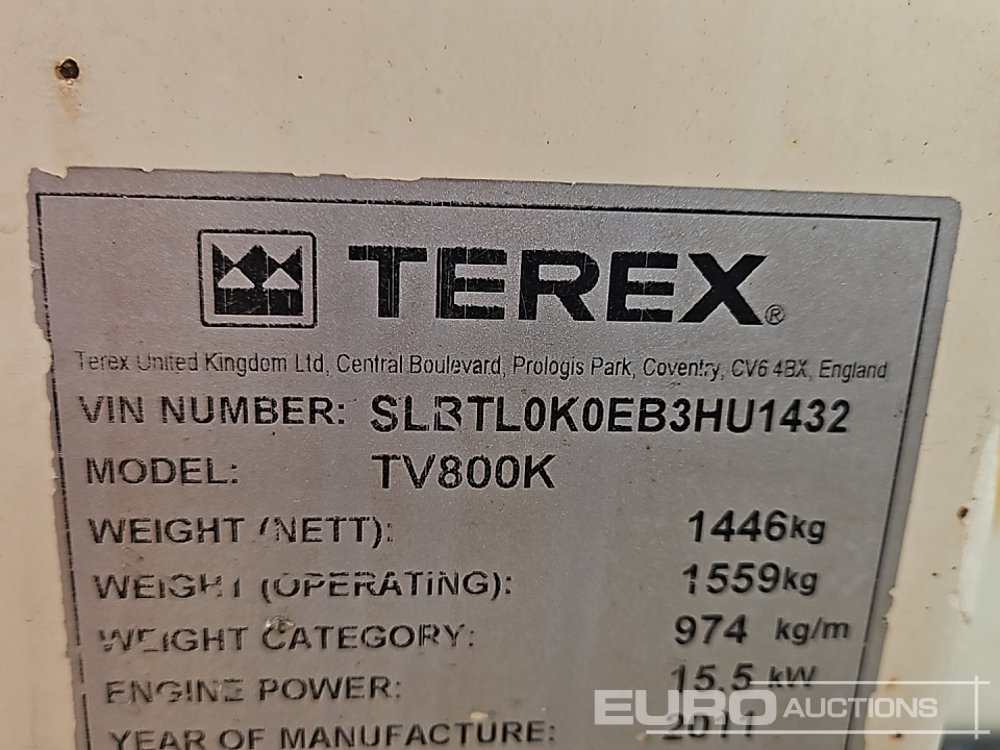 TEREX®
Terex United Kingdom Ltd, Central Boulevard, Prologis Park, Coventry, CV6 4BX, England
VIN NUMBER: SLBTL0K0EB3HU1432
MODEL: TV800K
WEIGHT (NETT): 1446kg
WEIGHT (OPERATING): 1559kg
WEIGHT CATEGORY: 974 kg/m
ENGINE POWER: 15,5 kW
YEAR OF MANUFACTURE: 2011
EURO AUCTIONS